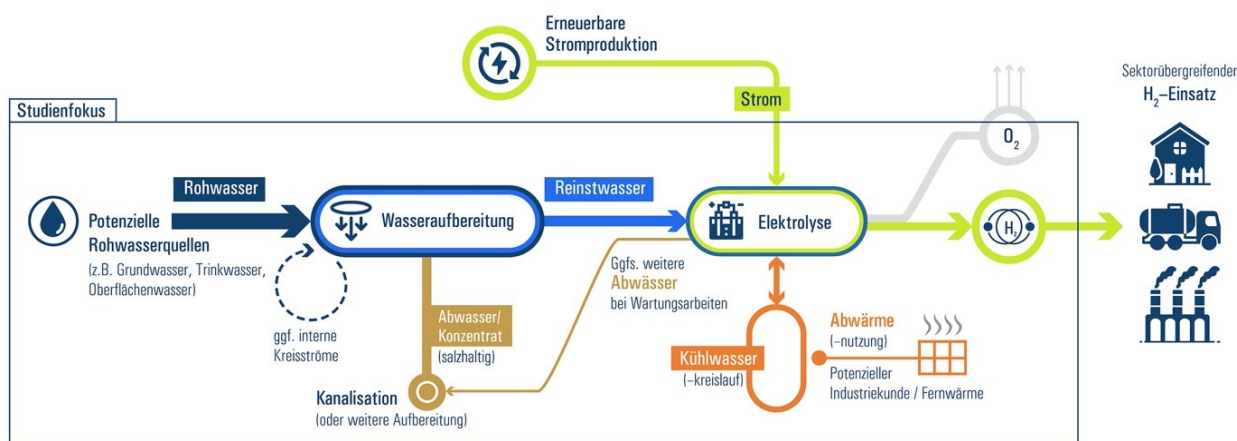 Erneuerbare
Stromproduktion
Strom
Studienfokus
O₂
Sektorübergreifender
H₂–Einsatz
Rohwasser
Reinstwasser
Potenzielle
Rohwasserquellen
(z.B. Grundwasser, Trinkwasser,
Oberflächenwasser)
Wasseraufbereitung
Elektrolyse
H₂
ggf. interne
Kreisströme
Abwasser/
Konzentrat
(salzhaltig)
Ggfs. weitere
Abwässer
bei Wartungsarbeiten
Kühlwasser
(–kreislauf)
Abwärme
(–nutzung)
Potenzieller
Industriekunde / Fernwärme
Kanalisation
(oder weitere Aufbereitung)